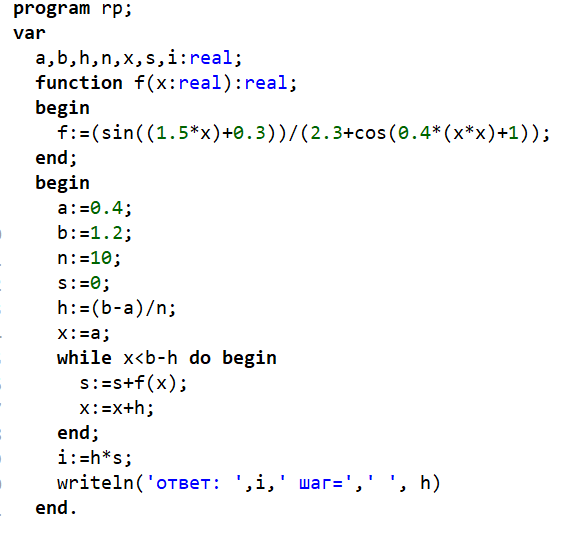 program rp;
var
  a,b,h,n,x,s,i:real;
  function f(x:real):real;
  begin
    f:=(sin((1.5*x)+0.3))/(2.3+cos(0.4*(x*x)+1));
  end;
  begin
    a:=0.4;
    b:=1.2;
    n:=10;
    s:=0;
    h:=(b-a)/n;
    x:=a;
    while x<b-h do begin
      s:=s+f(x);
      x:=x+h;
    end;
    i:=h*s;
    writeln('ответ: ',i,' шаг=',' ', h)
  end.